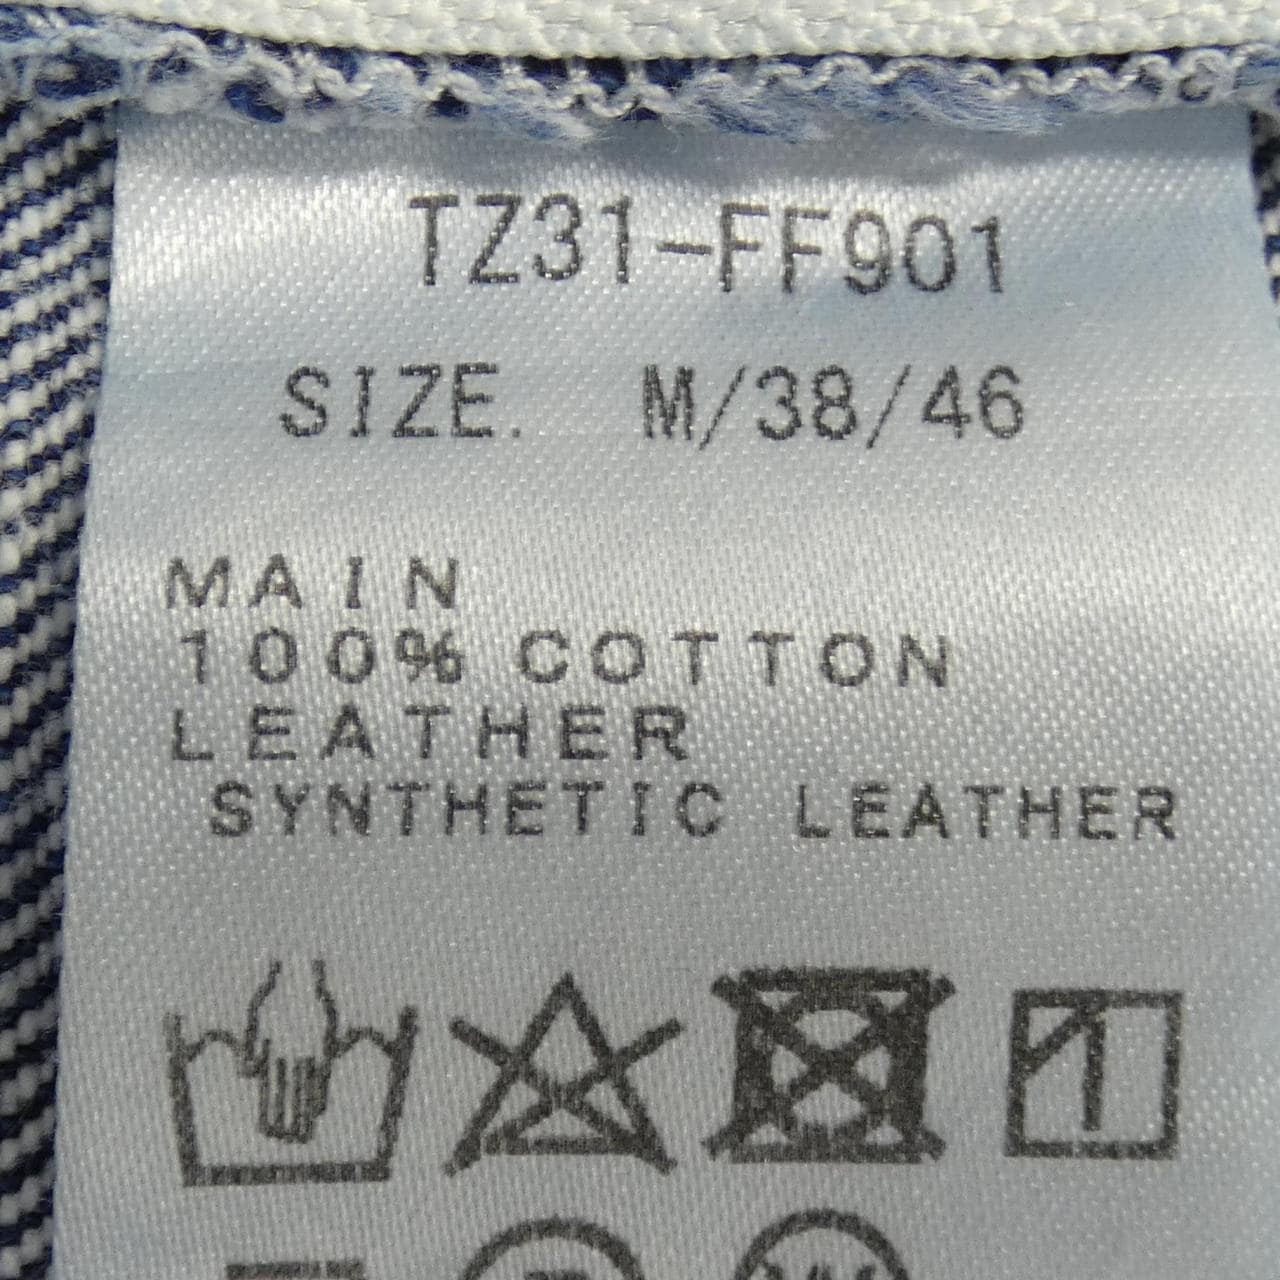 TZ31-FF901
SIZE. M/38/46
MAIN
100% COTTON
LEATHER
SYNTHETIC LEATHER